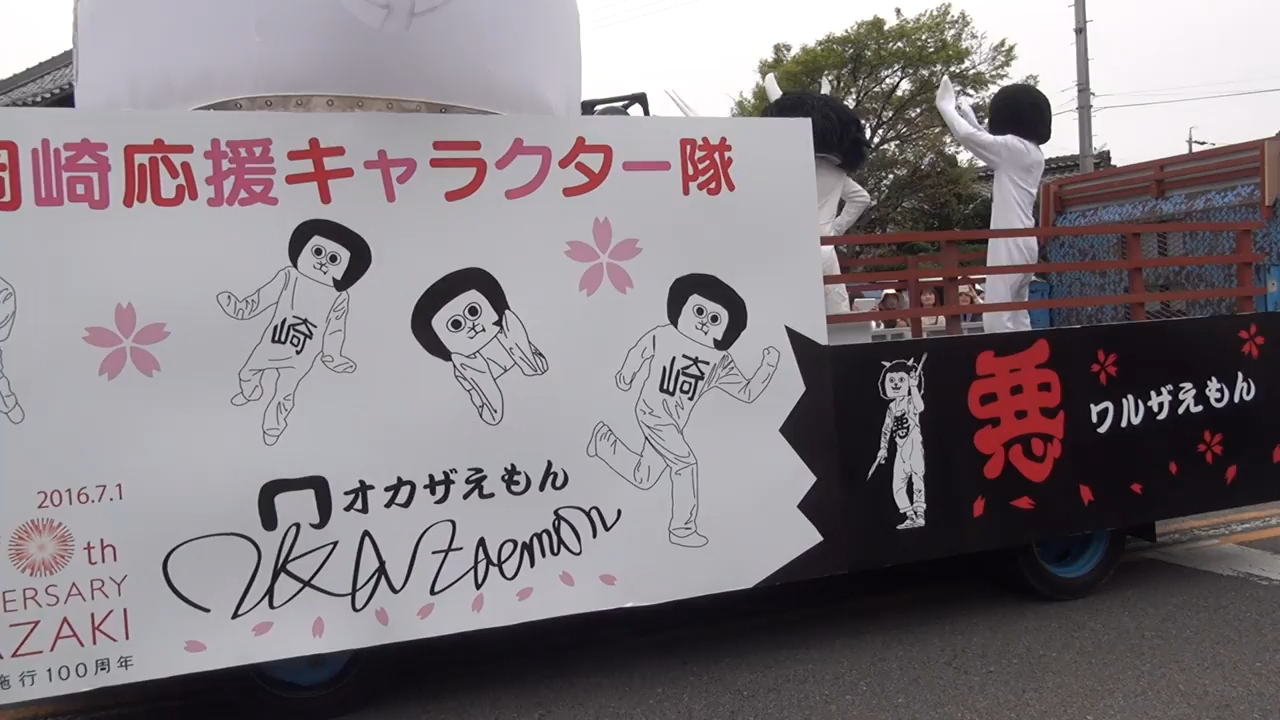 岡崎応援キャラクター隊
崎
崎
オカザえもん
OKAZAemon
2016.7.1
0th
ERSARY
AZAKI
施行100周年
悪
悪
ワルザえもん